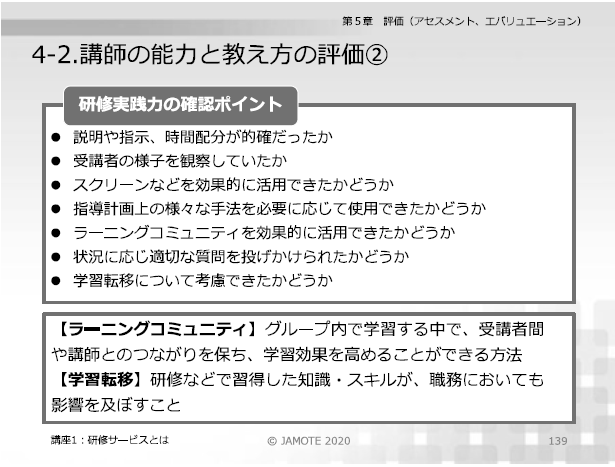 第5章　評価（アセスメント、エバリュエーション）
4-2.講師の能力と教え方の評価②
研修実践力の確認ポイント
● 説明や指示、時間配分が的確だったか
● 受講者の様子を観察していたか
● スクリーンなどを効果的に活用できたかどうか
● 指導計画上の様々な手法を必要に応じて使用できたかどうか
● ラーニングコミュニティを効果的に活用できたかどうか
● 状況に応じ適切な質問を投げかけられたかどうか
● 学習転移について考慮できたかどうか
【ラーニングコミュニティ】グループ内で学習する中で、受講者間
や講師とのつながりを保ち、学習効果を高めることができる方法
【学習転移】研修などで習得した知識・スキルが、職務においても
影響を及ぼすこと
講座1：研修サービスとは
© JAMOTE 2020
139